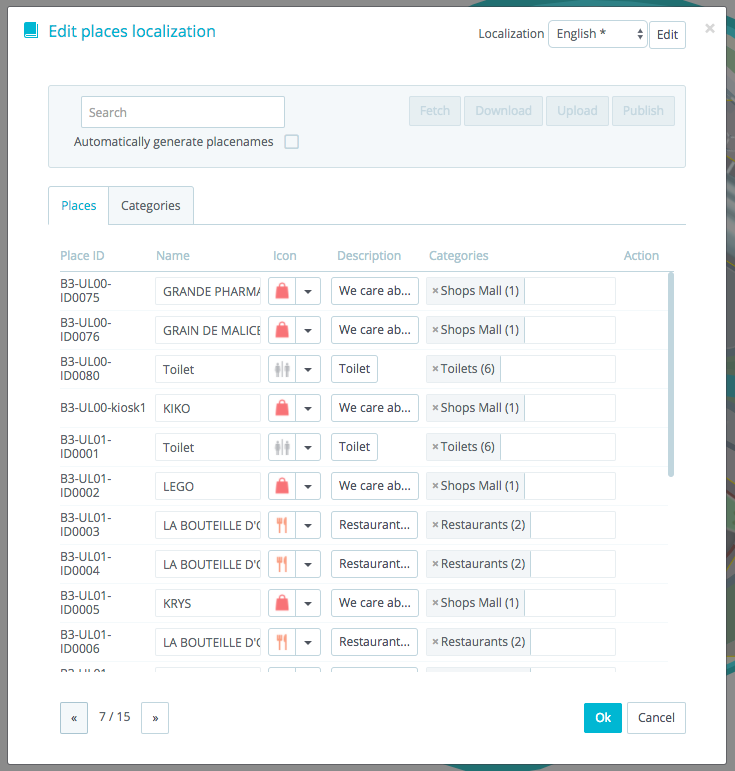 Edit places localization
Localization English * Edit
×
Search
Fetch Download Upload Publish
Automatically generate placenames
Places Categories
Place ID Name Icon Description Categories Action
B3-UL00-
ID0075
GRANDE PHARMA
We care ab...
×Shops Mall (1)
B3-UL00-
ID0076
GRAIN DE MALICE
We care ab...
×Shops Mall (1)
B3-UL00-
ID0080
Toilet
Toilet
×Toilets (6)
B3-UL00-kiosk1
KIKO
We care ab...
×Shops Mall (1)
B3-UL01-
ID0001
Toilet
Toilet
×Toilets (6)
B3-UL01-
ID0002
LEGO
We care ab...
×Shops Mall (1)
B3-UL01-
ID0003
LA BOUTEILLE D'O
Restaurant...
×Restaurants (2)
B3-UL01-
ID0004
LA BOUTEILLE D'O
Restaurant...
×Restaurants (2)
B3-UL01-
ID0005
KRYS
We care ab...
×Shops Mall (1)
B3-UL01-
ID0006
LA BOUTEILLE D'O
Restaurant...
×Restaurants (2)
« 7 / 15 »
Ok Cancel